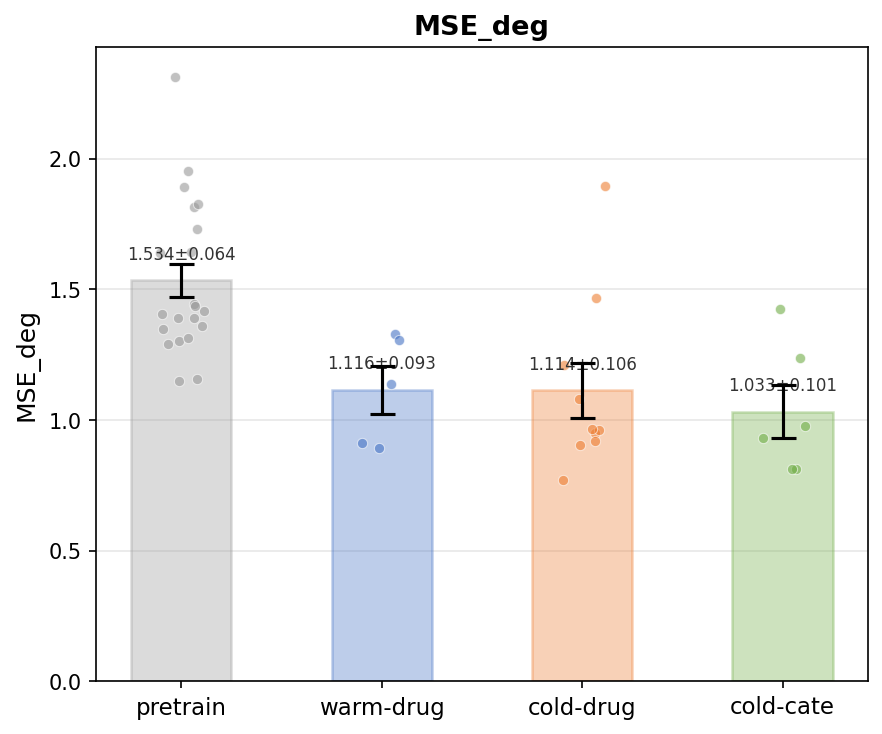 MSE_deg
MSE_deg
2.0
1.5
1.0
0.5
0.0
1.534±0.064
1.116±0.093
1.114±0.106
1.033±0.101
pretrain
warm-drug
cold-drug
cold-cate